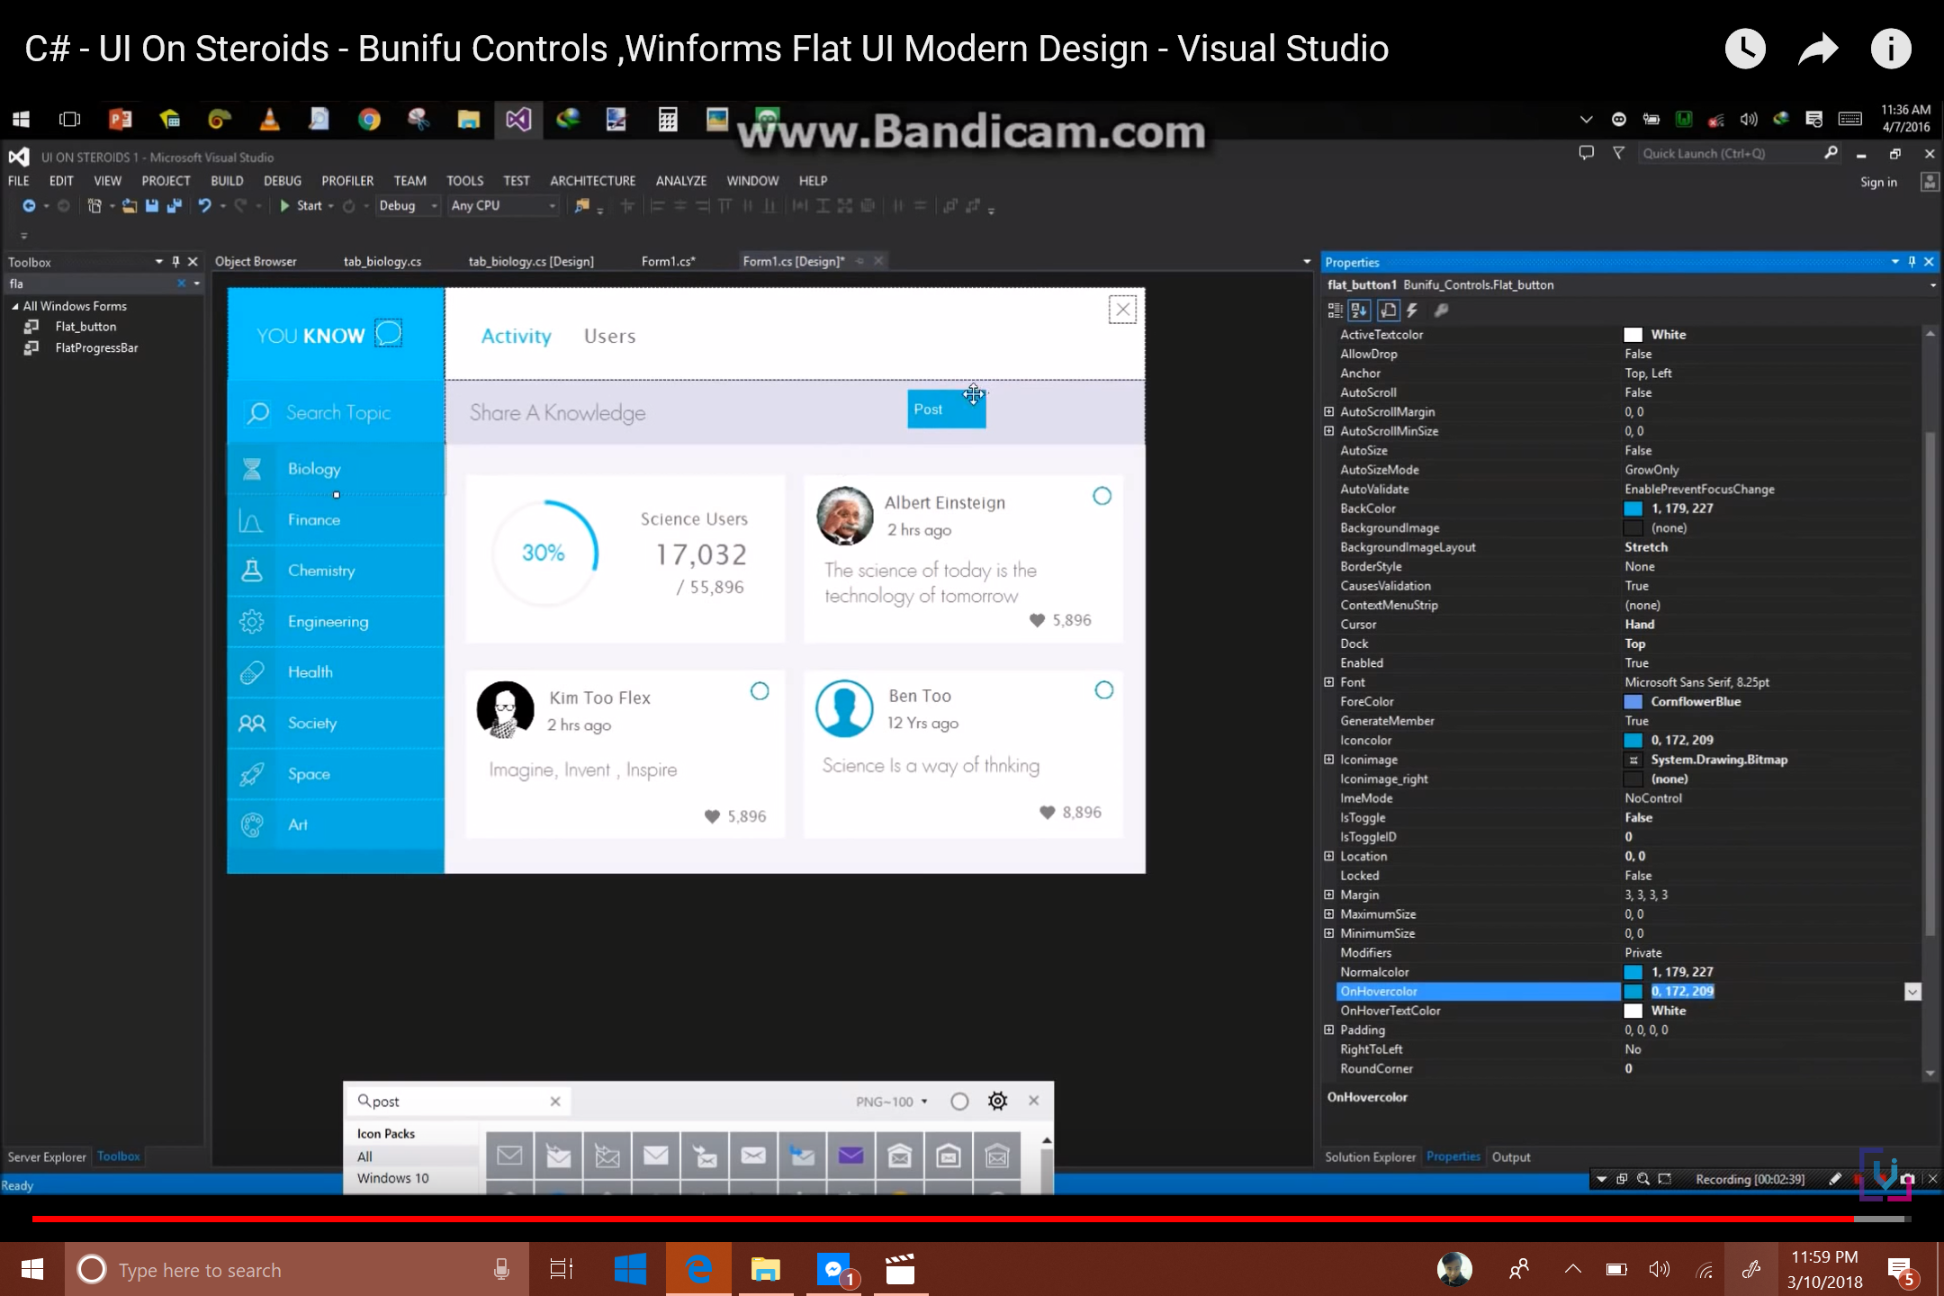 C# - UI On Steroids - Bunifu Controls ,Winforms Flat UI Modern Design - Visual Studio
www.Bandicam.com
11:36 AM
4/7/2016
UI ON STEROIDS 1 - Microsoft Visual Studio
Quick Launch (Ctrl+Q)
FILE EDIT VIEW PROJECT BUILD DEBUG PROFILER TEAM TOOLS TEST ARCHITECTURE ANALYZE WINDOW HELP
Sign in
Start Debug Any CPU
Toolbox
Object Browser tab_biology.cs tab_biology.cs [Design] Form1.cs* Form1.cs [Design]*
fla
All Windows Forms
Flat_button
FlatProgressBar
YOU KNOW
Activity Users
Search Topic
Share A Knowledge
Post
Biology
Finance
Chemistry
Engineering
Health
Society
Space
Art
30%
Science Users
17,032
/ 55,896
Albert Einsteign
2 hrs ago
The science of today is the
technology of tomorrow
5,896
Kim Too Flex
2 hrs ago
Imagine, Invent , Inspire
5,896
Ben Too
12 Yrs ago
Science Is a way of thnking
8,896
Properties
flat_button1 Bunifu_Controls.Flat_button
ActiveTextcolor White
AllowDrop False
Anchor Top, Left
AutoScroll False
AutoScrollMargin 0, 0
AutoScrollMinSize 0, 0
AutoSize False
AutoSizeMode GrowOnly
AutoValidate EnablePreventFocusChange
BackColor 1, 179, 227
BackgroundImage (none)
BackgroundImageLayout Stretch
BorderStyle None
CausesValidation True
ContextMenuStrip (none)
Cursor Hand
Dock Top
Enabled True
Font Microsoft Sans Serif, 8.25pt
ForeColor CornflowerBlue
GenerateMember True
Iconcolor 0, 172, 209
Iconimage System.Drawing.Bitmap
Iconimage_right (none)
ImeMode NoControl
IsToggle False
IsToggleID 0
Location 0, 0
Locked False
Margin 3, 3, 3, 3
MaximumSize 0, 0
MinimumSize 0, 0
Modifiers Private
Normalcolor 1, 179, 227
OnHovercolor 0, 172, 209
OnHoverTextColor White
Padding 0, 0, 0, 0
RightToLeft No
RoundCorner 0
OnHovercolor
post
PNG~100
Icon Packs
All
Windows 10
Server Explorer Toolbox
Solution Explorer Properties Output
Ready
Recording [00:02:39]
Type here to search
1
11:59 PM
3/10/2018
5